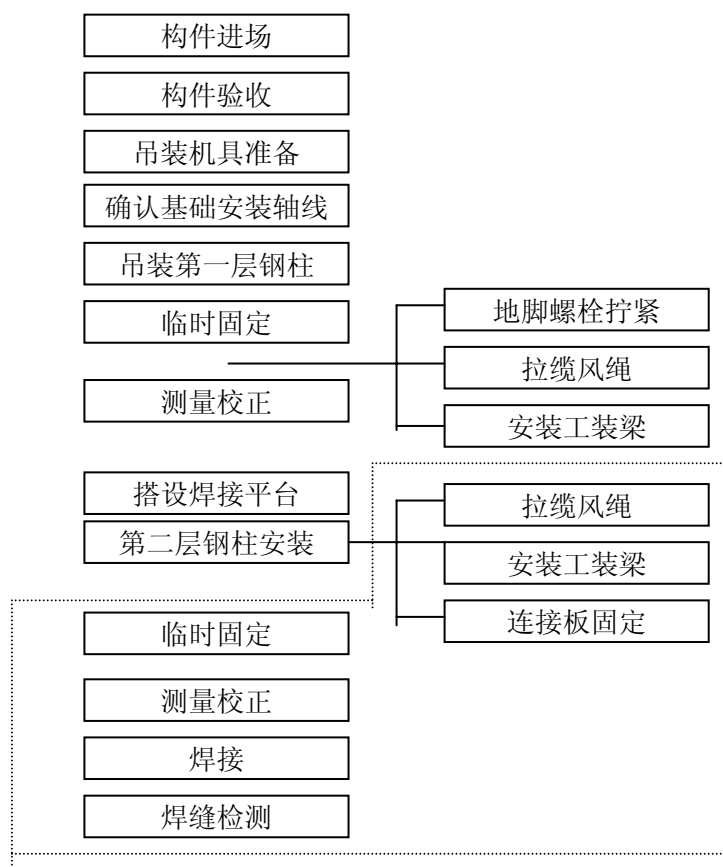 构件进场
构件验收
吊装机具准备
确认基础安装轴线
吊装第一层钢柱
临时固定
地脚螺栓拧紧
拉缆风绳
测量校正
安装工装梁
搭设焊接平台
拉缆风绳
第二层钢柱安装
安装工装梁
连接板固定
临时固定
测量校正
焊接
焊缝检测